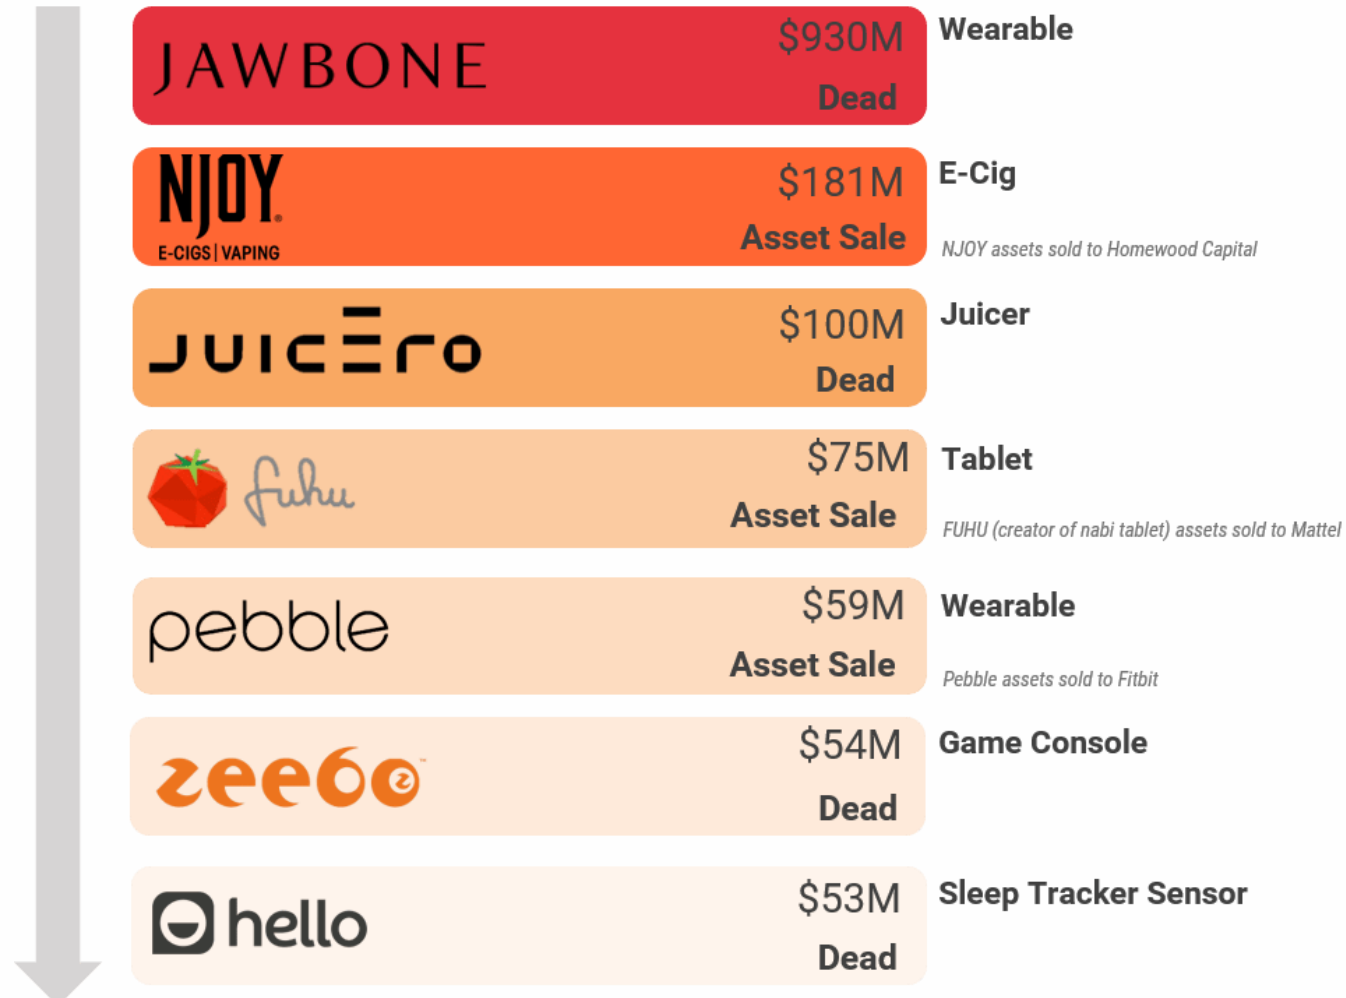 JAWBONE
$930M
Dead
Wearable
NJOY®
E-CIGS | VAPING
$181M
Asset Sale
E-Cig
NJOY assets sold to Homewood Capital
JUICERO
$100M
Dead
Juicer
fuhu
$75M
Asset Sale
Tablet
FUHU (creator of nabi tablet) assets sold to Mattel
pebble
$59M
Asset Sale
Wearable
Pebble assets sold to Fitbit
zeebo™
$54M
Dead
Game Console
hello
$53M
Dead
Sleep Tracker Sensor